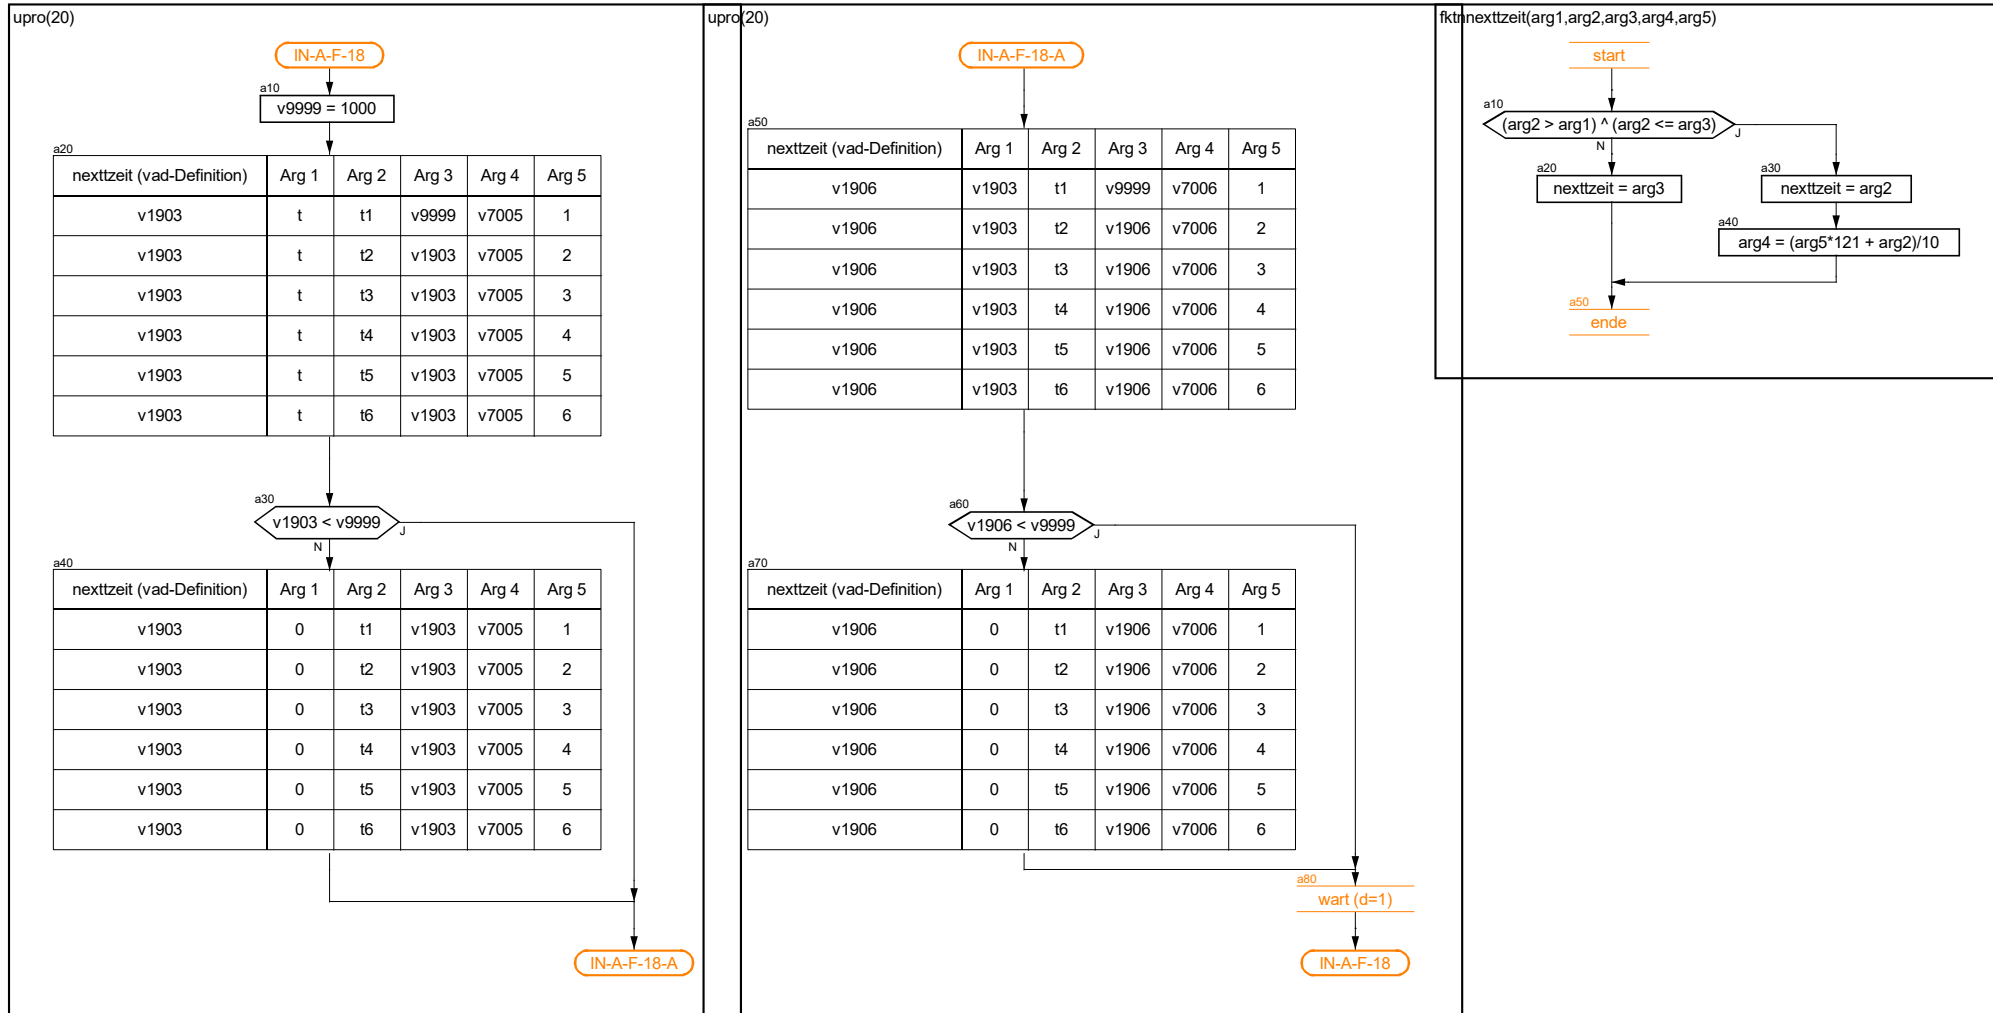 upro(20)
IN-A-F-18
a10
v9999 = 1000
a20
nexttzeit (vad-Definition) Arg 1 Arg 2 Arg 3 Arg 4 Arg 5
v1903 t t1 v9999 v7005 1
v1903 t t2 v1903 v7005 2
v1903 t t3 v1903 v7005 3
v1903 t t4 v1903 v7005 4
v1903 t t5 v1903 v7005 5
v1903 t t6 v1903 v7005 6
a30
v1903 < v9999
J
N
a40
nexttzeit (vad-Definition) Arg 1 Arg 2 Arg 3 Arg 4 Arg 5
v1903 0 t1 v1903 v7005 1
v1903 0 t2 v1903 v7005 2
v1903 0 t3 v1903 v7005 3
v1903 0 t4 v1903 v7005 4
v1903 0 t5 v1903 v7005 5
v1903 0 t6 v1903 v7005 6
IN-A-F-18-A
upro(20)
IN-A-F-18-A
a50
nexttzeit (vad-Definition) Arg 1 Arg 2 Arg 3 Arg 4 Arg 5
v1906 v1903 t1 v9999 v7006 1
v1906 v1903 t2 v1906 v7006 2
v1906 v1903 t3 v1906 v7006 3
v1906 v1903 t4 v1906 v7006 4
v1906 v1903 t5 v1906 v7006 5
v1906 v1903 t6 v1906 v7006 6
a60
v1906 < v9999
J
N
a70
nexttzeit (vad-Definition) Arg 1 Arg 2 Arg 3 Arg 4 Arg 5
v1906 0 t1 v1906 v7006 1
v1906 0 t2 v1906 v7006 2
v1906 0 t3 v1906 v7006 3
v1906 0 t4 v1906 v7006 4
v1906 0 t5 v1906 v7006 5
v1906 0 t6 v1906 v7006 6
a80
wart (d=1)
IN-A-F-18
fktnnexttzeit(arg1,arg2,arg3,arg4,arg5)
start
a10
(arg2 > arg1) ^ (arg2 <= arg3)
J
N
a20
nexttzeit = arg3
a30
nexttzeit = arg2
a40
arg4 = (arg5*121 + arg2)/10
a50
ende